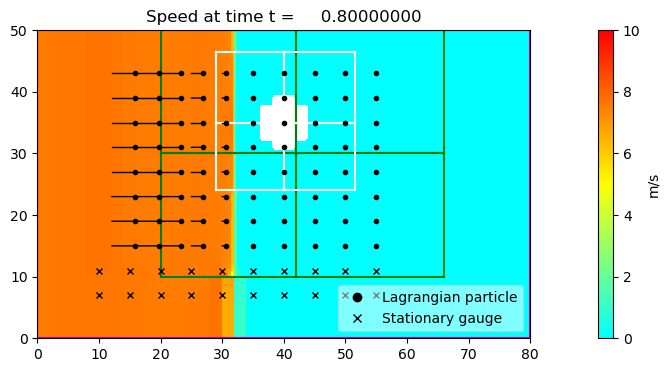 Speed at time t = 0.80000000
50
40
30
20
10
0
0 10 20 30 40 50 60 70 80
Lagrangian particle
Stationary gauge
10
8
6
4
2
0
m/s